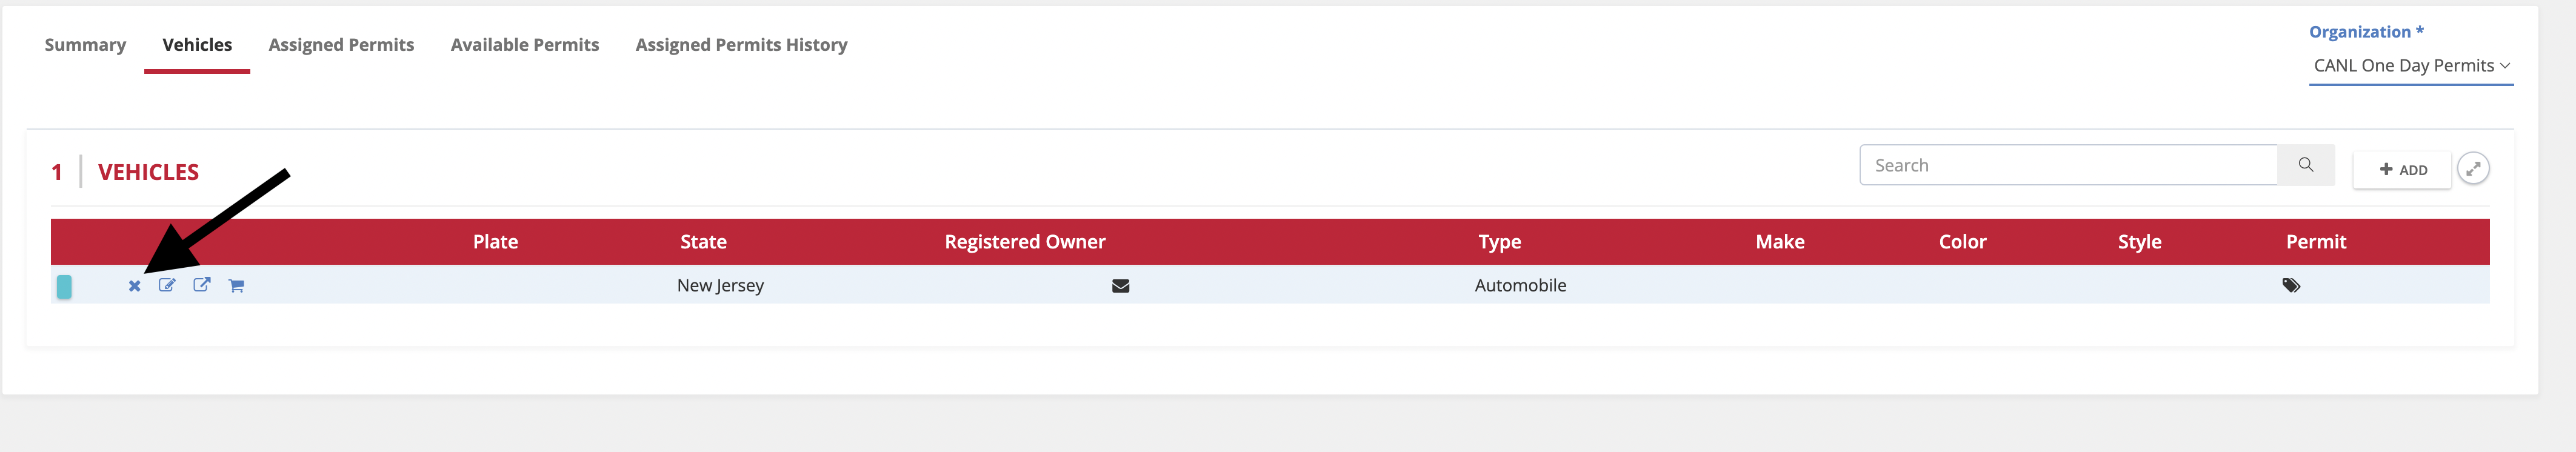 Summary Vehicles Assigned Permits Available Permits Assigned Permits History
Organization *
CANL One Day Permits
1 VEHICLES
Search
ADD
Plate State Registered Owner Type Make Color Style Permit
New Jersey Automobile